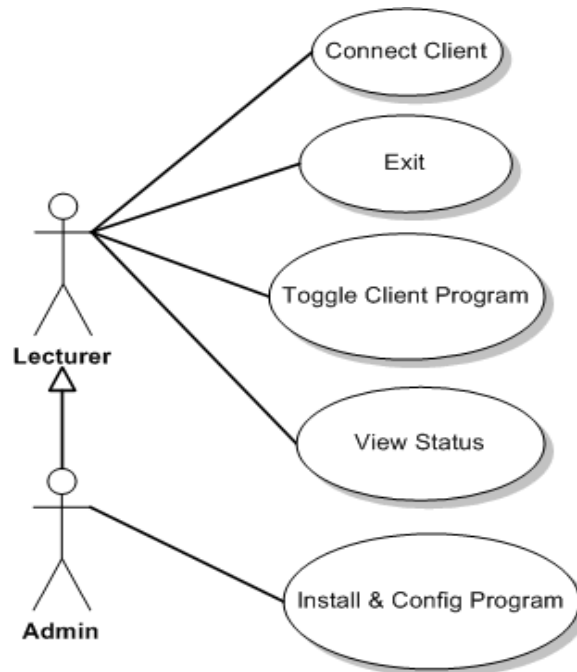 Connect Client
Exit
Toggle Client Program
Lecturer
View Status
Install & Config Program
Admin